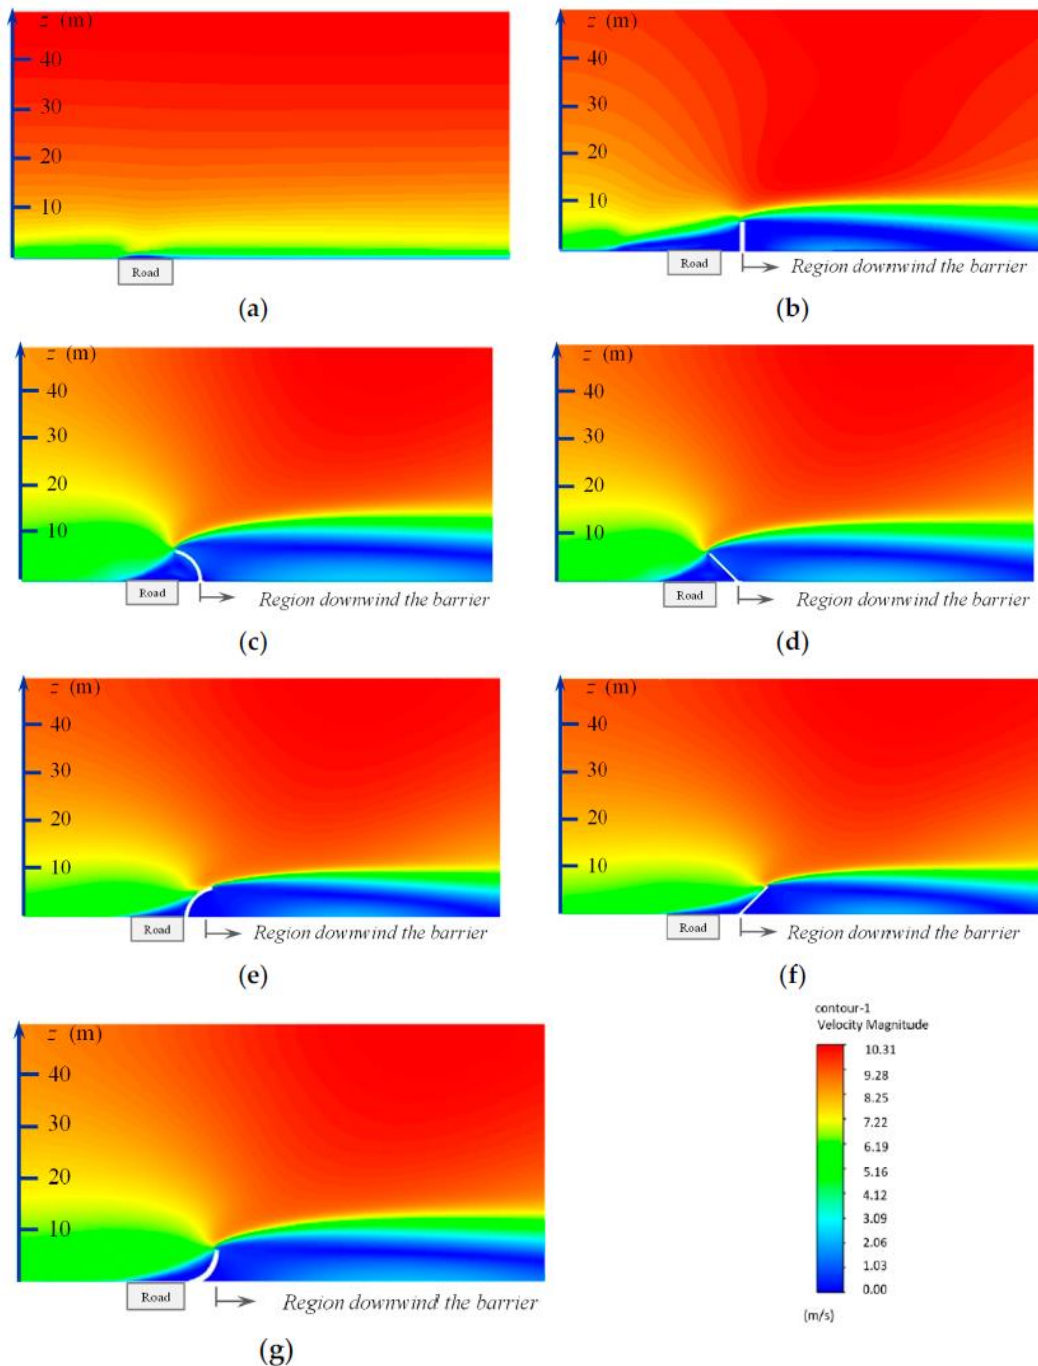 z (m)
40
30
20
10
Road
(a)
z (m)
40
30
20
10
Road
Region downwind the barrier
(b)
z (m)
40
30
20
10
Road
Region downwind the barrier
(c)
z (m)
40
30
20
10
Road
Region downwind the barrier
(d)
z (m)
40
30
20
10
Road
Region downwind the barrier
(e)
z (m)
40
30
20
10
Road
Region downwind the barrier
(f)
z (m)
40
30
20
10
Road
Region downwind the barrier
(g)
contour-1
Velocity Magnitude
10.31
9.28
8.25
7.22
6.19
5.16
4.12
3.09
2.06
1.03
0.00
(m/s)